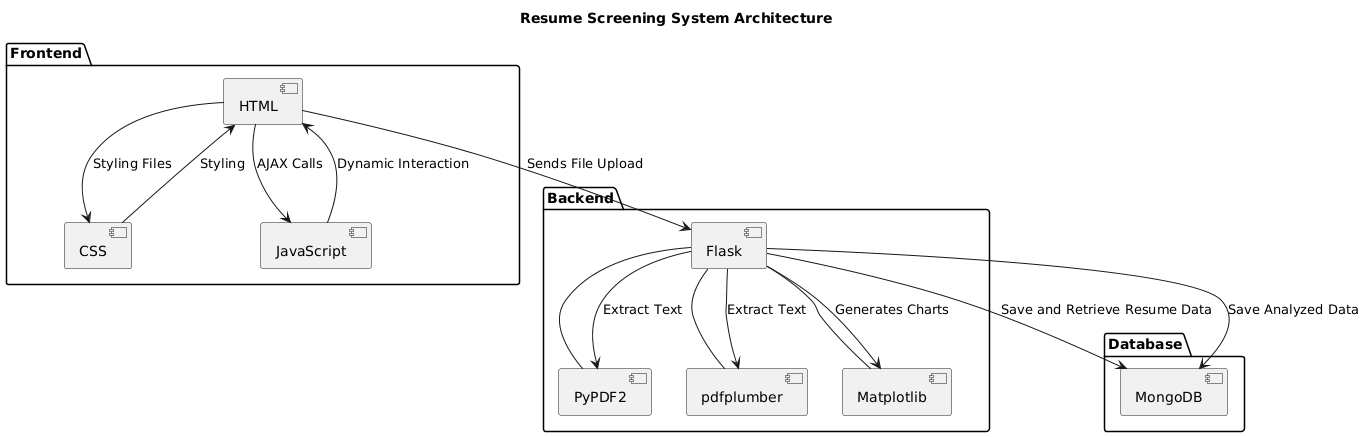 Resume Screening System Architecture
Frontend
HTML
Styling Files
Styling
AJAX Calls
Dynamic Interaction
Sends File Upload
CSS
JavaScript
Backend
Flask
Extract Text
Extract Text
Generates Charts
Save and Retrieve Resume Data
Save Analyzed Data
PyPDF2
pdfplumber
Matplotlib
Database
MongoDB